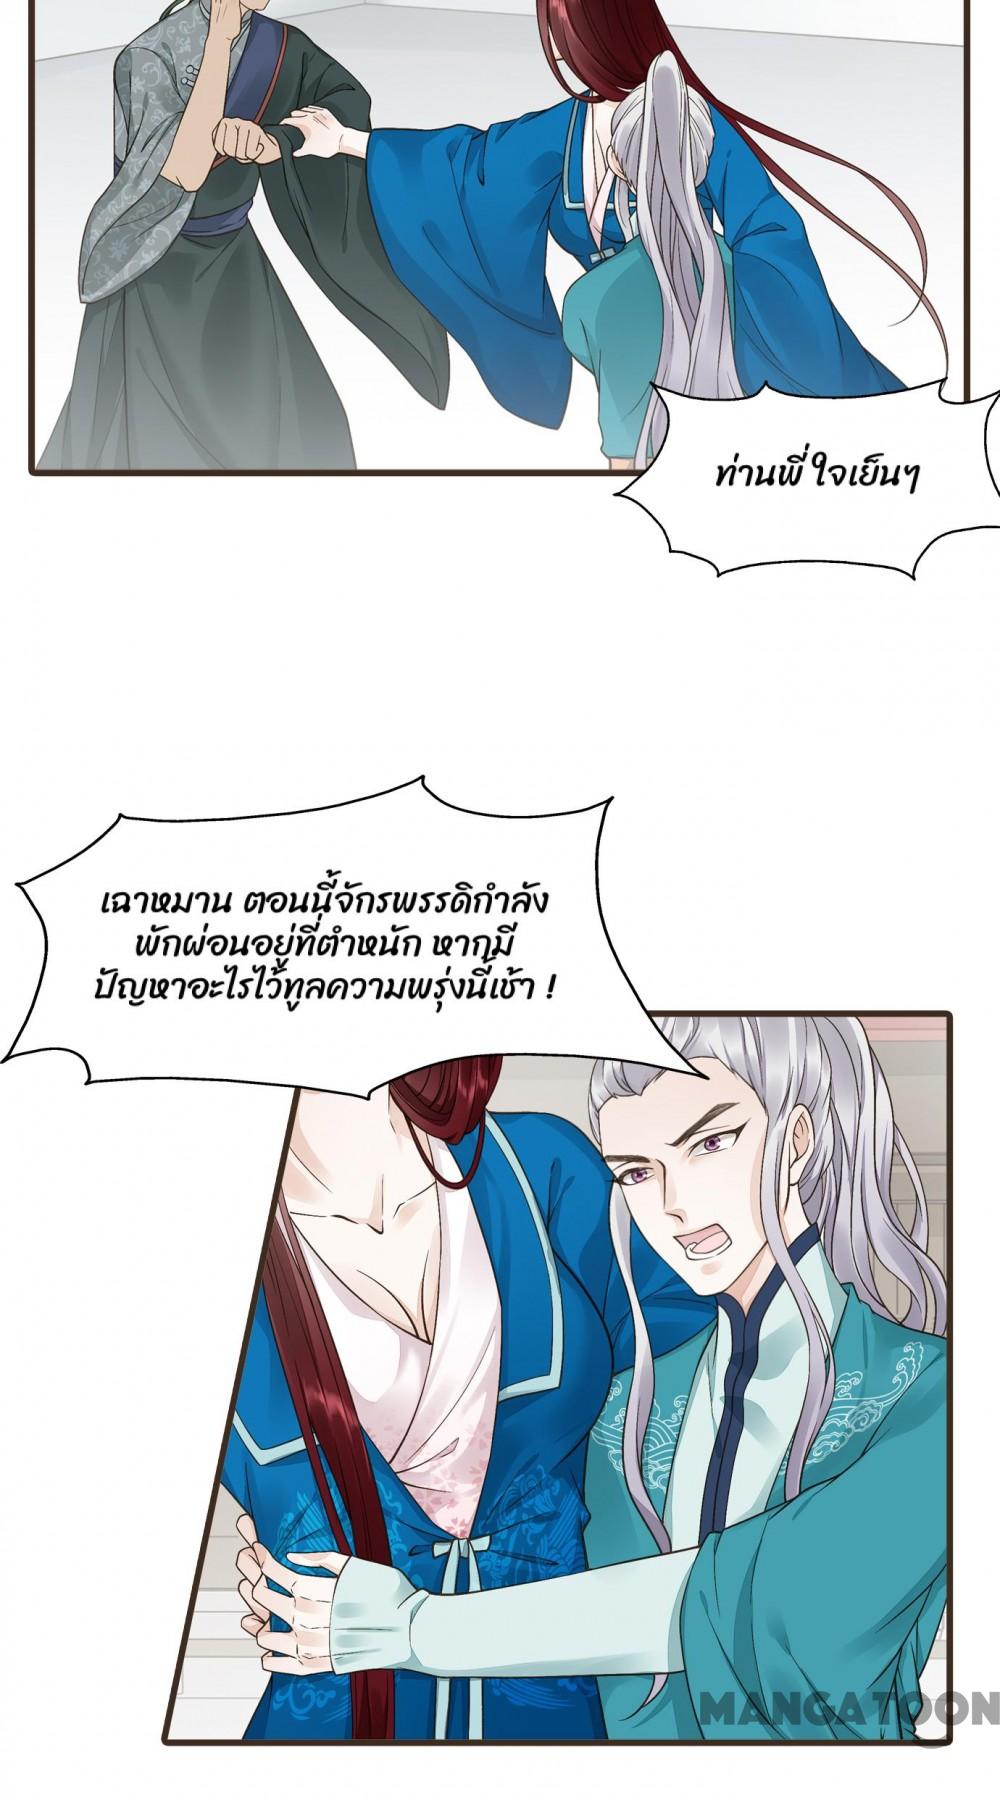 ท่านพี่ ใจเย็นๆ
เฉาหมาน ตอนนี้จักรพรรดิกำลัง
พักผ่อนอยู่ที่ตำหนัก หากมี
ปัญหาอะไรไว้ทูลความพรุ่งนี้เช้า !
MANGATOON